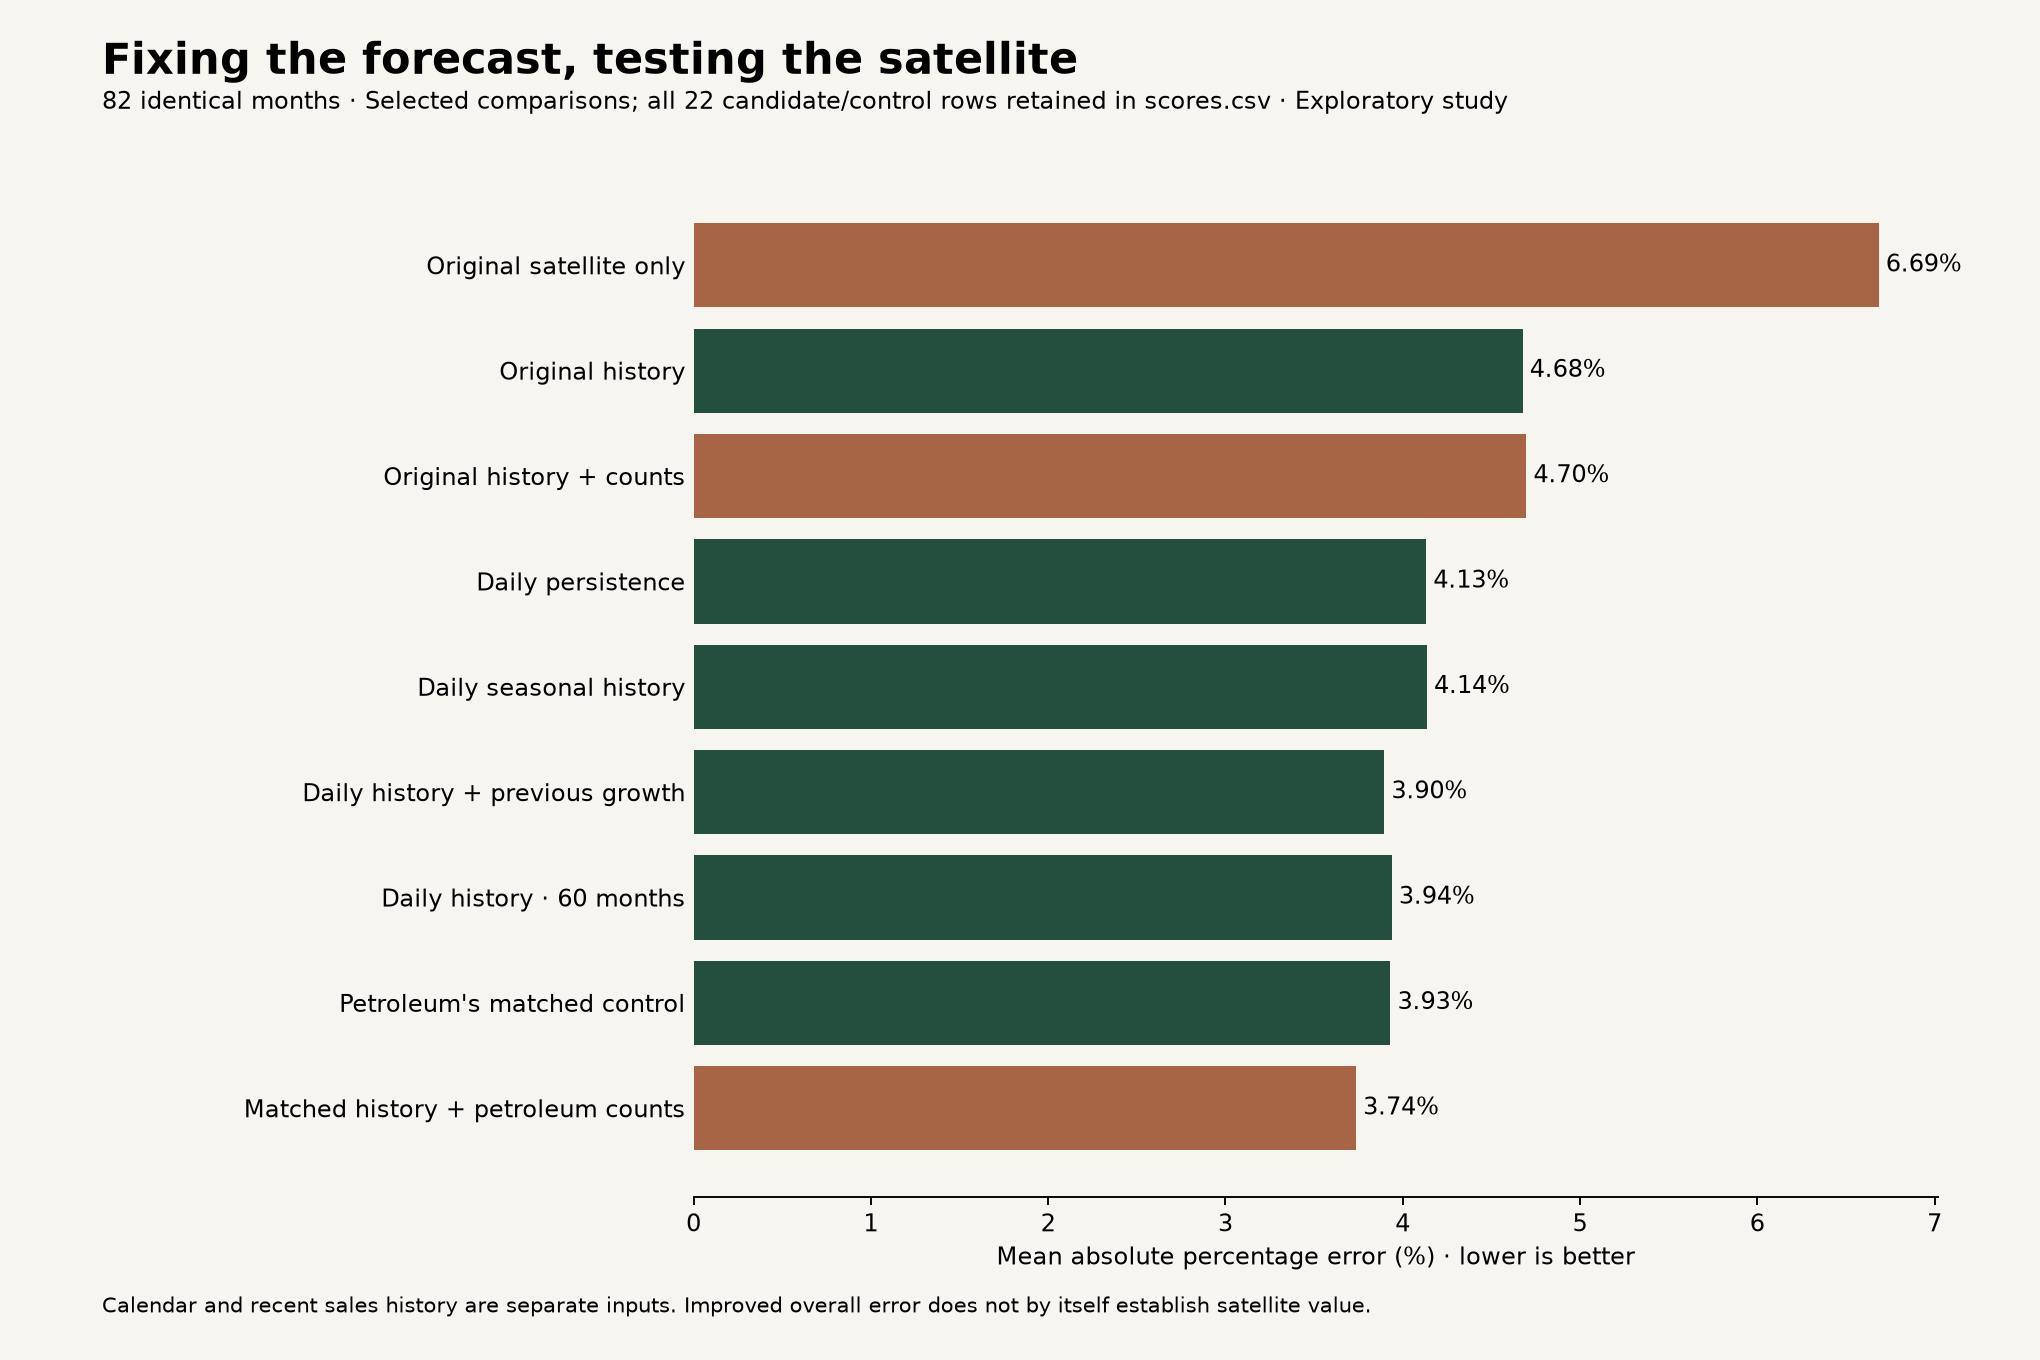 Fixing the forecast, testing the satellite
82 identical months · Selected comparisons; all 22 candidate/control rows retained in scores.csv · Exploratory study
Original satellite only
6.69%
Original history
4.68%
Original history + counts
4.70%
Daily persistence
4.13%
Daily seasonal history
4.14%
Daily history + previous growth
3.90%
Daily history · 60 months
3.94%
Petroleum's matched control
3.93%
Matched history + petroleum counts
3.74%
0 1 2 3 4 5 6 7
Mean absolute percentage error (%) · lower is better
Calendar and recent sales history are separate inputs. Improved overall error does not by itself establish satellite value.